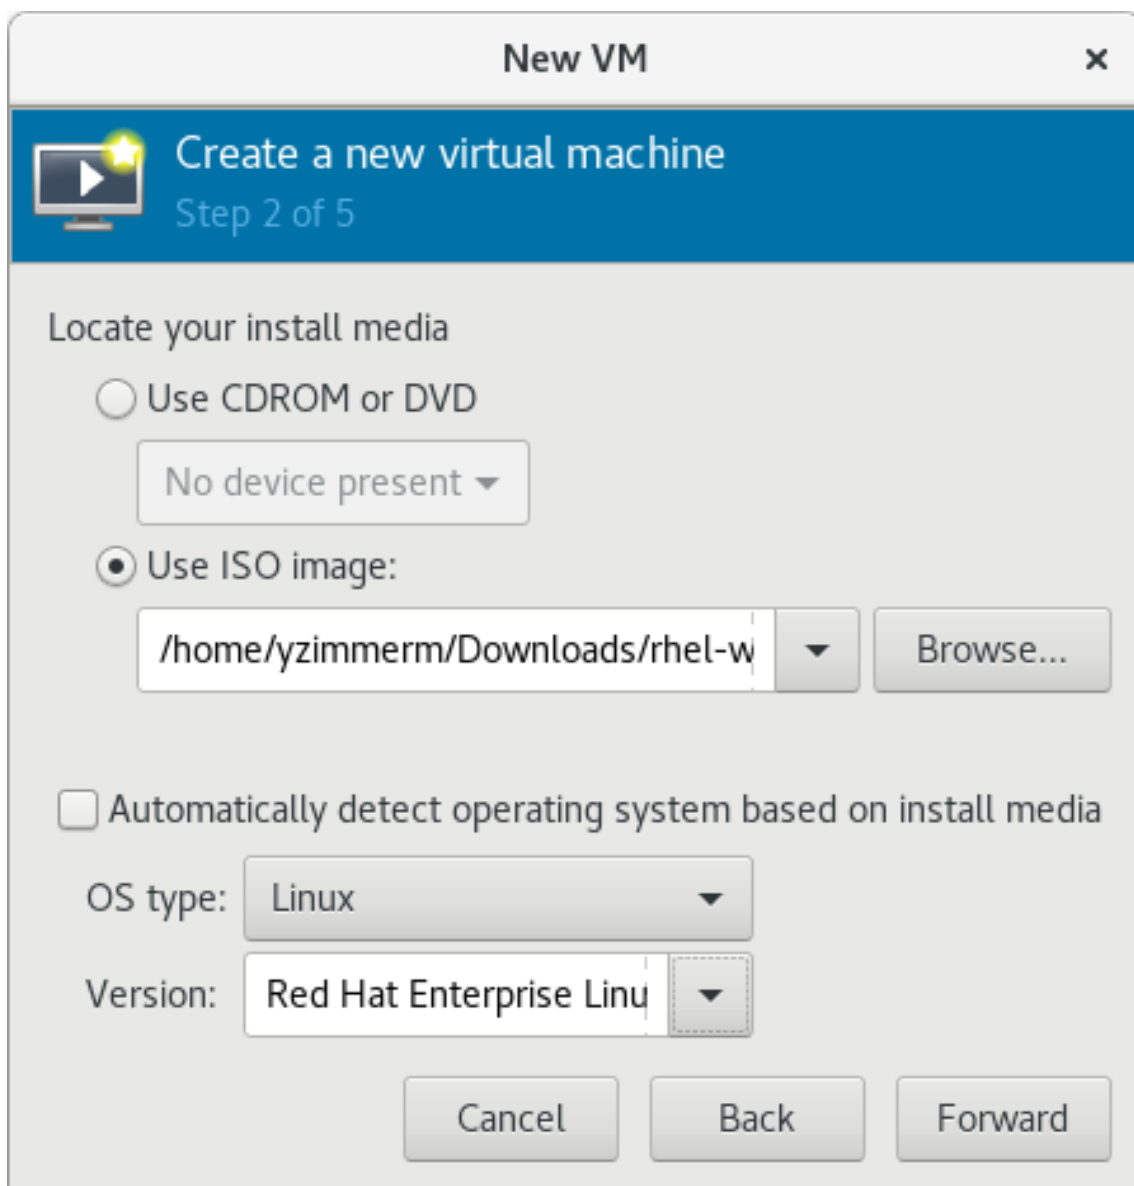 New VM
Create a new virtual machine
Step 2 of 5
Locate your install media
Use CDROM or DVD
No device present
Use ISO image:
/home/yzimmerm/Downloads/rhel-w Browse...
Automatically detect operating system based on install media
OS type: Linux
Version: Red Hat Enterprise Linu
Cancel Back Forward